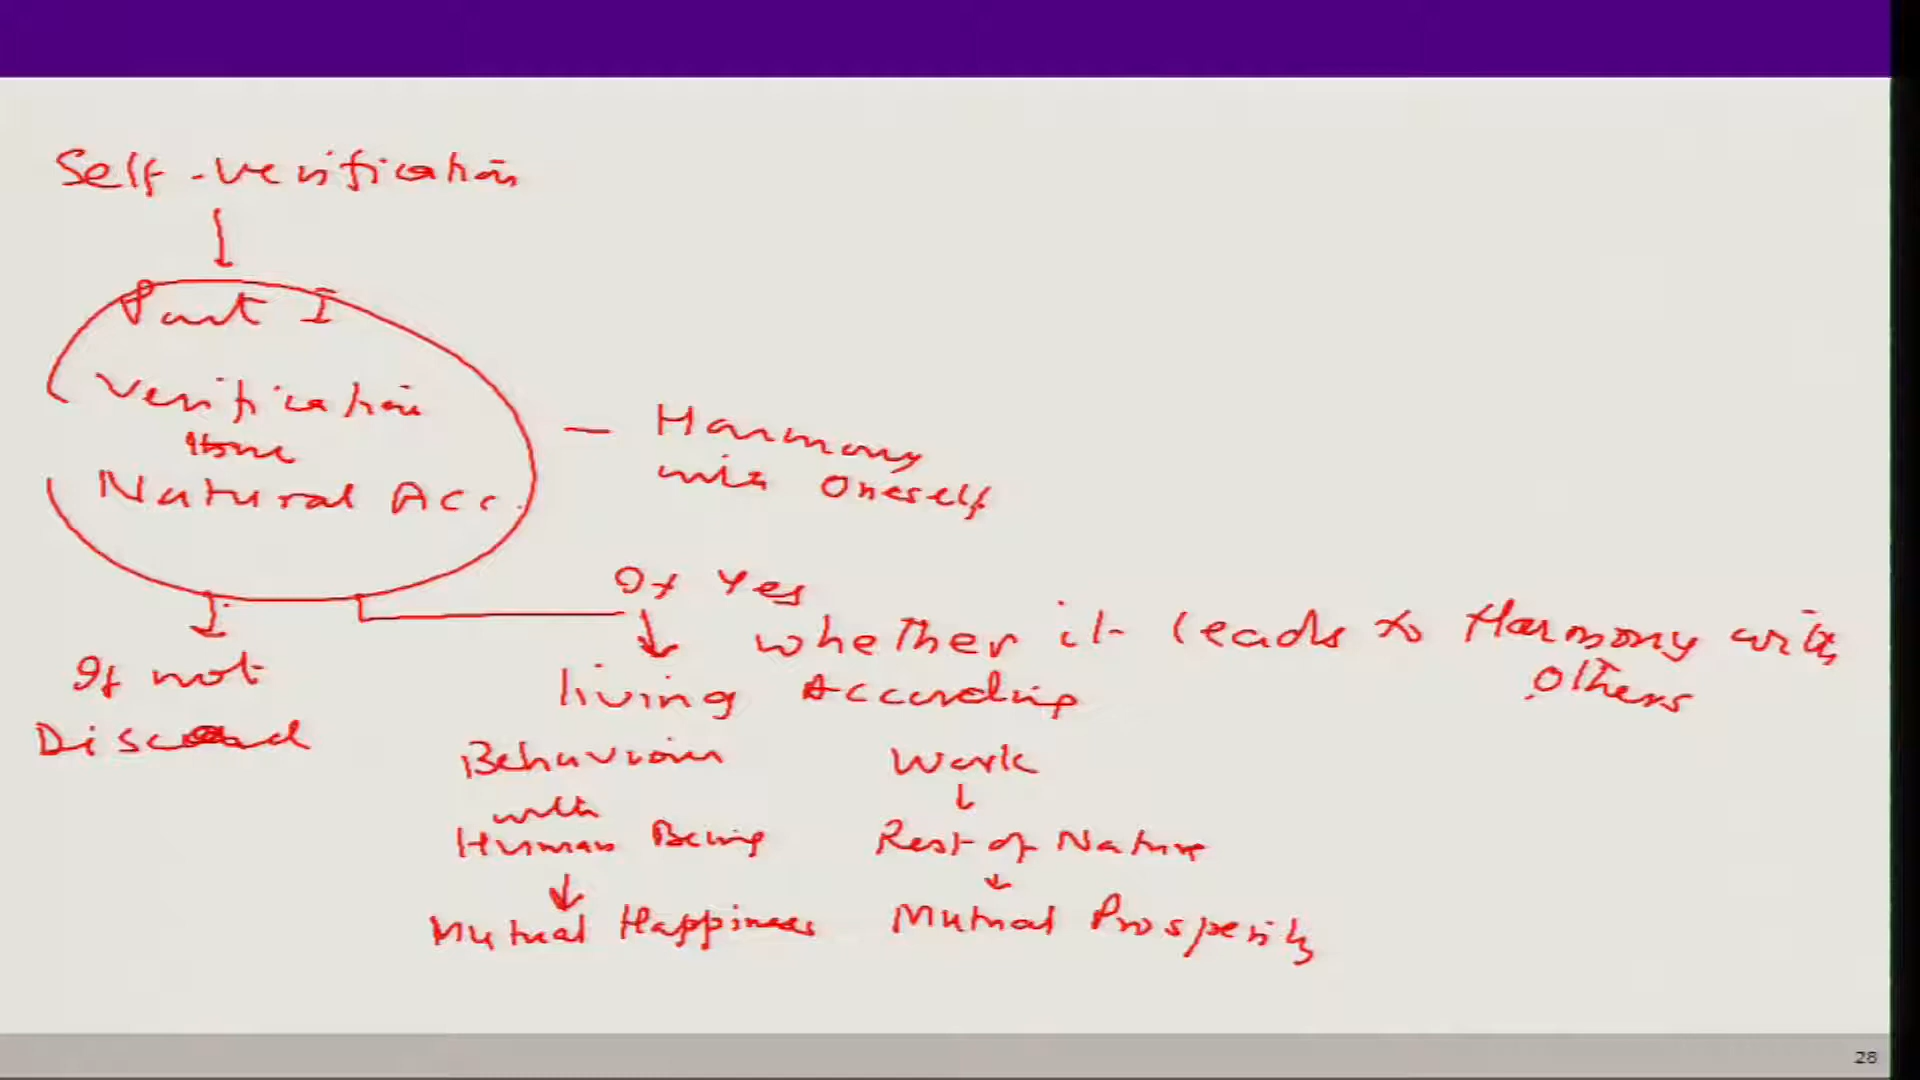 Self-verification
Part I
Verification
Natural Acc.
Harmony
with Oneself
If Yes
whether it leads to Harmony with
others
If not
living According
Discard
Behaviour
Work
with
Human Being
Rest of Nature
Mutual Happiness
Mutual Prosperity
28